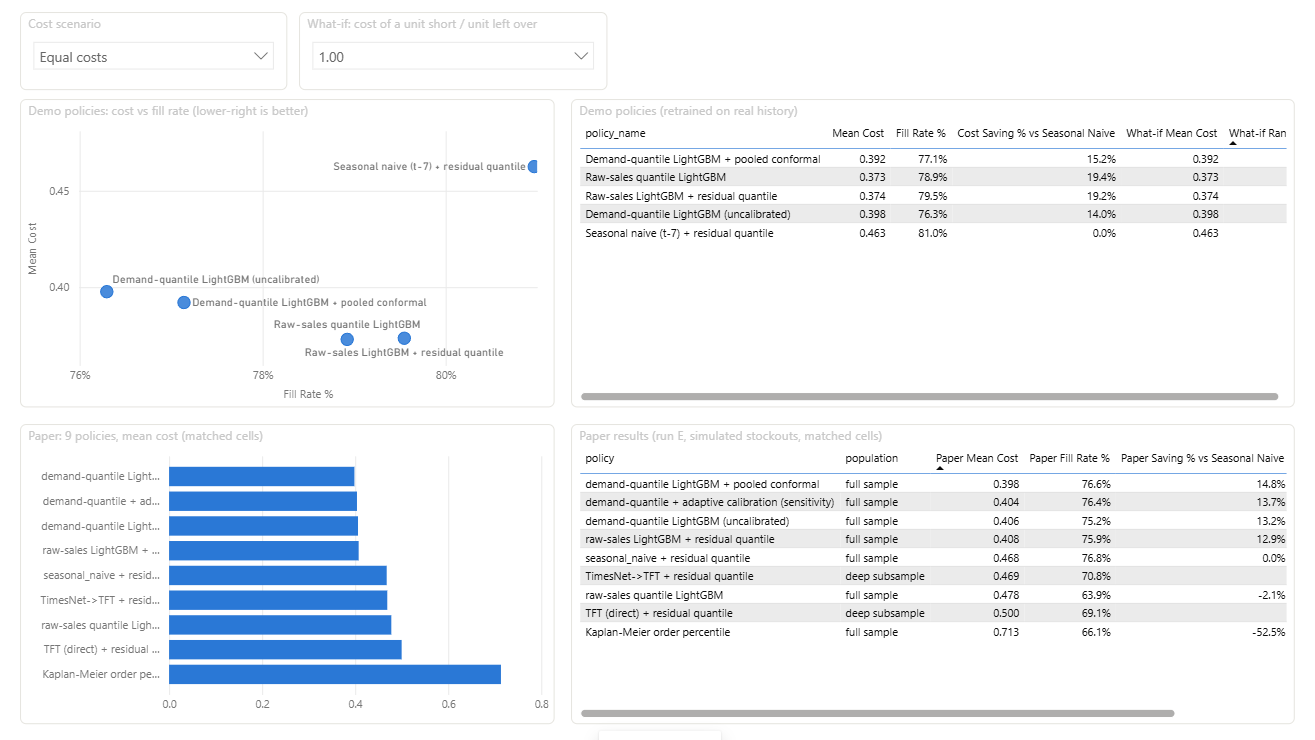 Cost scenario
Equal costs
What-if: cost of a unit short / unit left over
1.00
Demo policies: cost vs fill rate (lower-right is better)
Seasonal naive (t-7) + residual quantile
0.45
Mean Cost
Demand-quantile LightGBM (uncalibrated)
0.40
Demand-quantile LightGBM + pooled conformal
Raw-sales quantile LightGBM
Raw-sales LightGBM + residual quantile
76% 78% 80%
Fill Rate %
Demo policies (retrained on real history)
policy_name Mean Cost Fill Rate % Cost Saving % vs Seasonal Naive What-if Mean Cost What-if Ran
Demand-quantile LightGBM + pooled conformal 0.392 77.1% 15.2% 0.392
Raw-sales quantile LightGBM 0.373 78.9% 19.4% 0.373
Raw-sales LightGBM + residual quantile 0.374 79.5% 19.2% 0.374
Demand-quantile LightGBM (uncalibrated) 0.398 76.3% 14.0% 0.398
Seasonal naive (t-7) + residual quantile 0.463 81.0% 0.0% 0.463
Paper: 9 policies, mean cost (matched cells)
demand-quantile Light...
demand-quantile + ad...
demand-quantile Light...
raw-sales LightGBM + ...
seasonal_naive + resid...
TimesNet->TFT + resid...
raw-sales quantile Ligh...
TFT (direct) + residual ...
Kaplan-Meier order pe...
0.0 0.2 0.4 0.6 0.8
Paper results (run E, simulated stockouts, matched cells)
policy population Paper Mean Cost Paper Fill Rate % Paper Saving % vs Seasonal Naive
demand-quantile LightGBM + pooled conformal full sample 0.398 76.6% 14.8%
demand-quantile + adaptive calibration (sensitivity) full sample 0.404 76.4% 13.7%
demand-quantile LightGBM (uncalibrated) full sample 0.406 75.2% 13.2%
raw-sales LightGBM + residual quantile full sample 0.408 75.9% 12.9%
seasonal_naive + residual quantile full sample 0.468 76.8% 0.0%
TimesNet->TFT + residual quantile deep subsample 0.469 70.8%
raw-sales quantile LightGBM full sample 0.478 63.9% -2.1%
TFT (direct) + residual quantile deep subsample 0.500 69.1%
Kaplan-Meier order percentile full sample 0.713 66.1% -52.5%